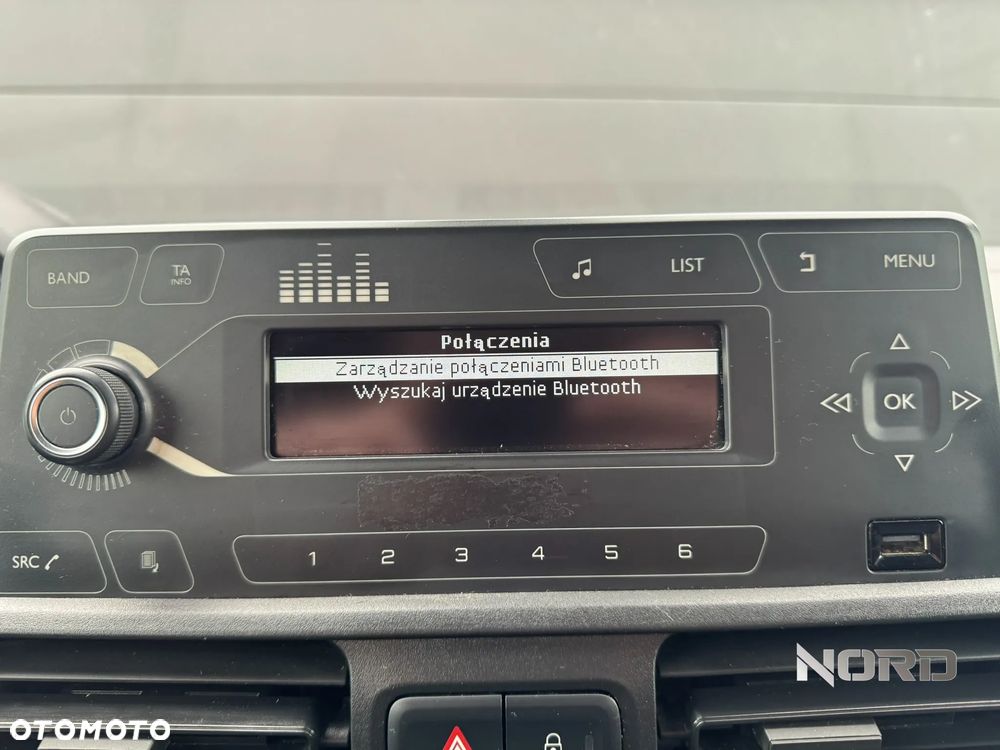 BAND
TA
INFO
LIST
MENU
Połączenia
Zarządzanie połączeniami Bluetooth
Wyszukaj urządzenie Bluetooth
OK
SRC
1 2 3 4 5 6
NORD
OTOMOTO